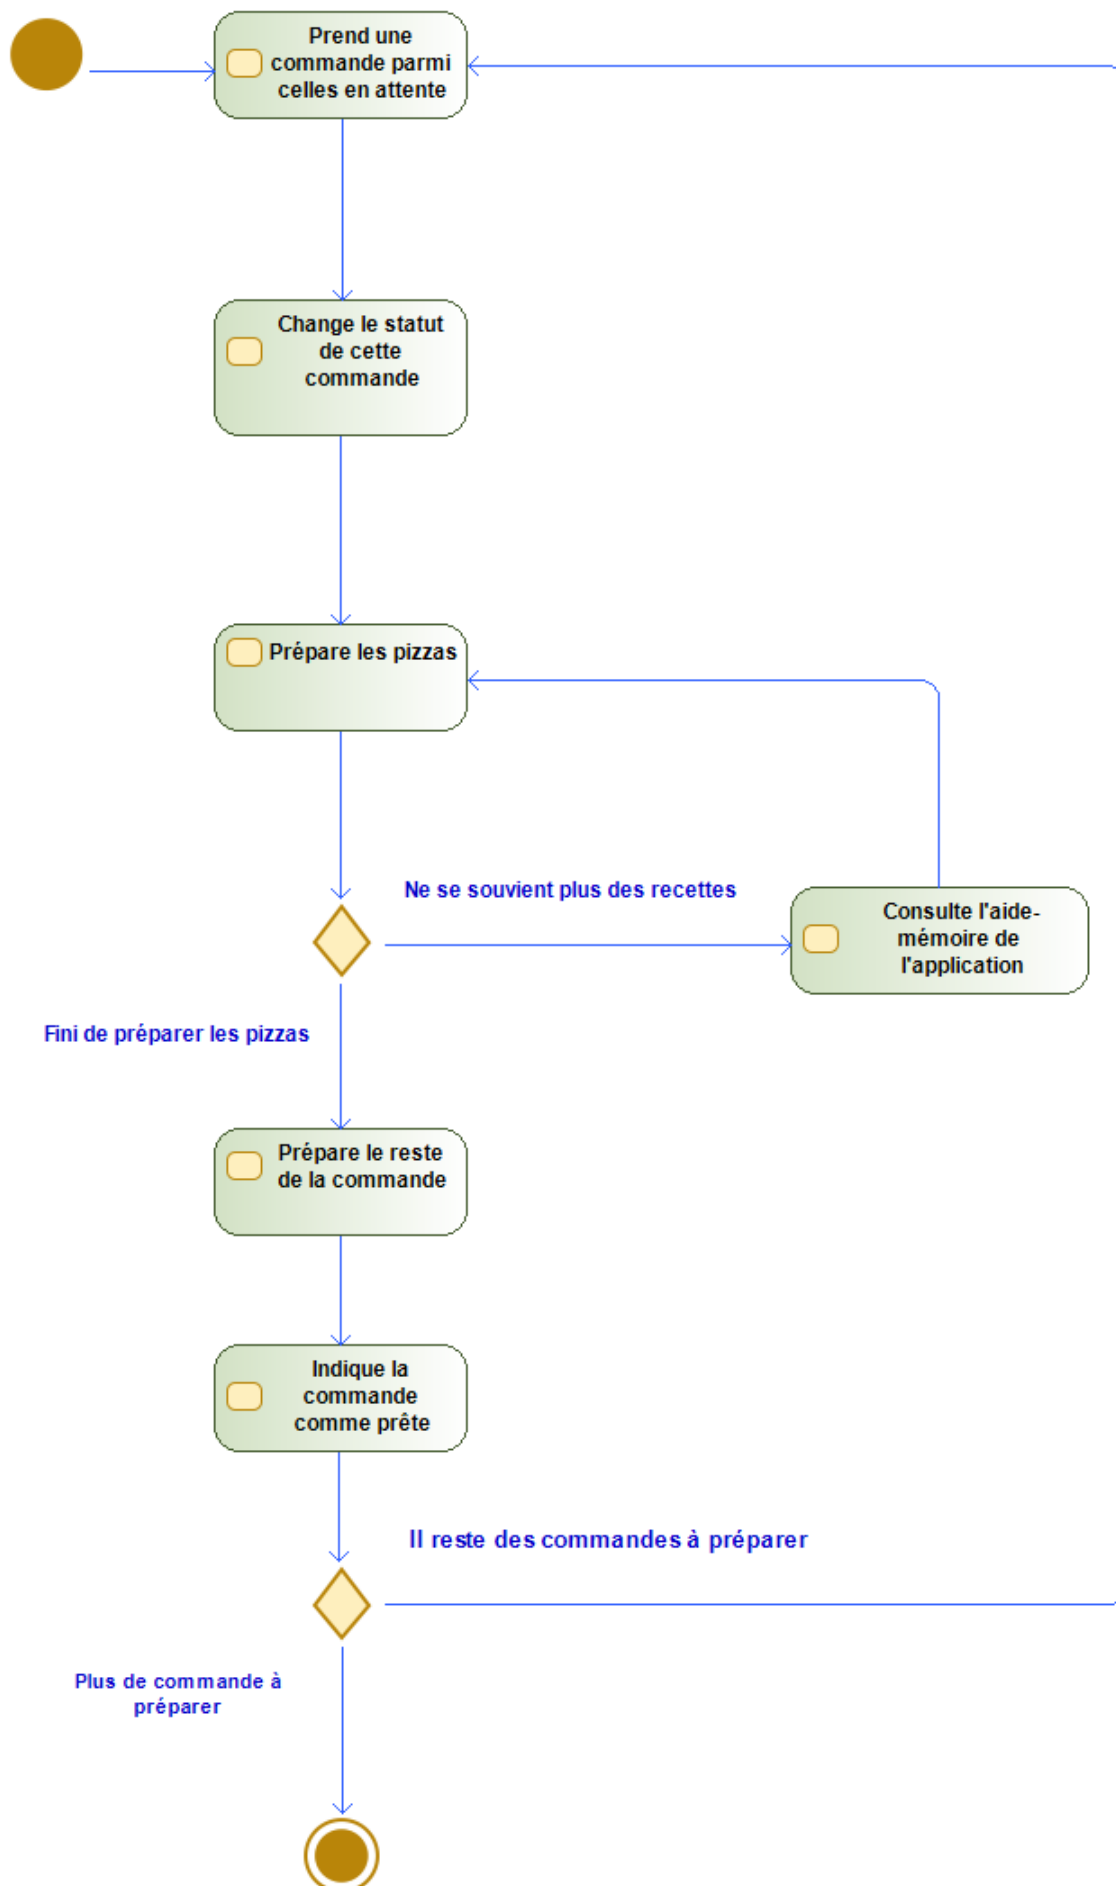 Prend une
commande parmi
celles en attente
Change le statut
de cette
commande
Prépare les pizzas
Ne se souvient plus des recettes
Consulte l'aide-
mémoire de
l'application
Fini de préparer les pizzas
Prépare le reste
de la commande
Indique la
commande
comme prête
Il reste des commandes à préparer
Plus de commande à
préparer